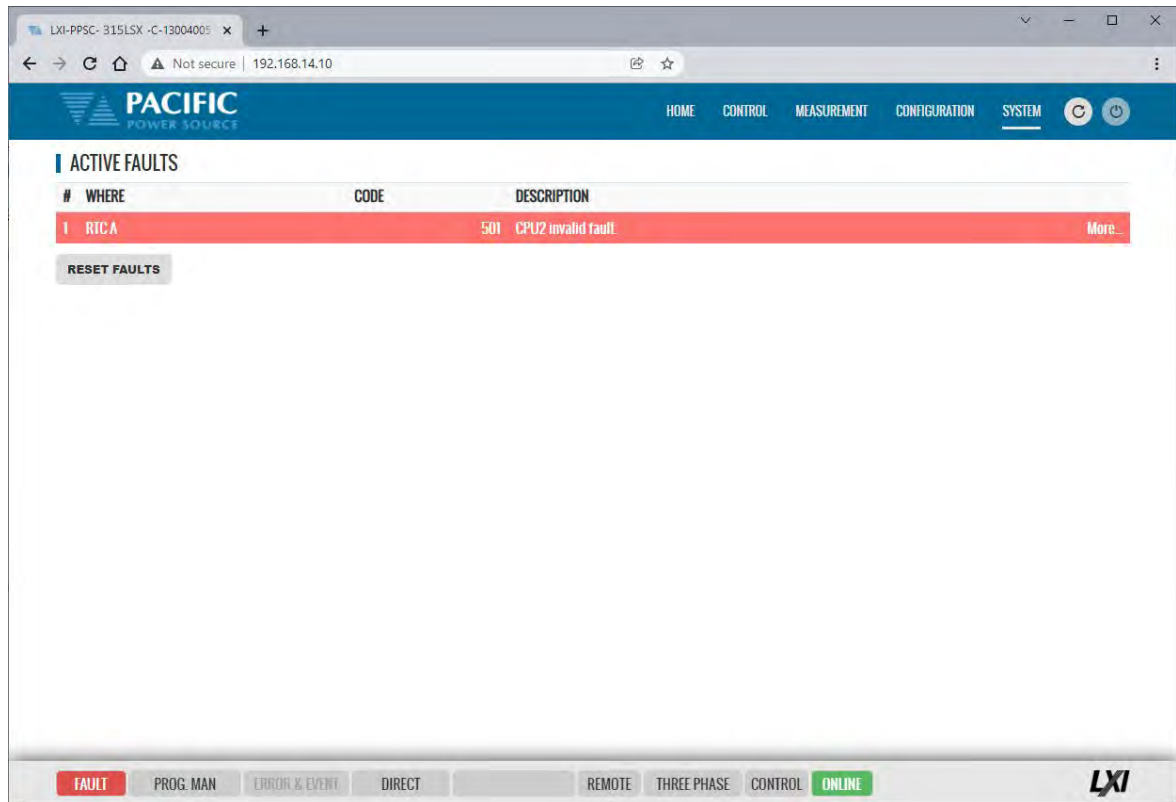 LXI-PPSC- 315LSX -C-13004005
Not secure | 192.168.14.10
PACIFIC
POWER SOURCE
HOME CONTROL MEASUREMENT CONFIGURATION SYSTEM
ACTIVE FAULTS
# WHERE CODE DESCRIPTION
1 RTC A 501 CPU2 invalid fault More...
RESET FAULTS
FAULT PROG. MAN ERROR & EVENT DIRECT REMOTE THREE PHASE CONTROL ONLINE LXI